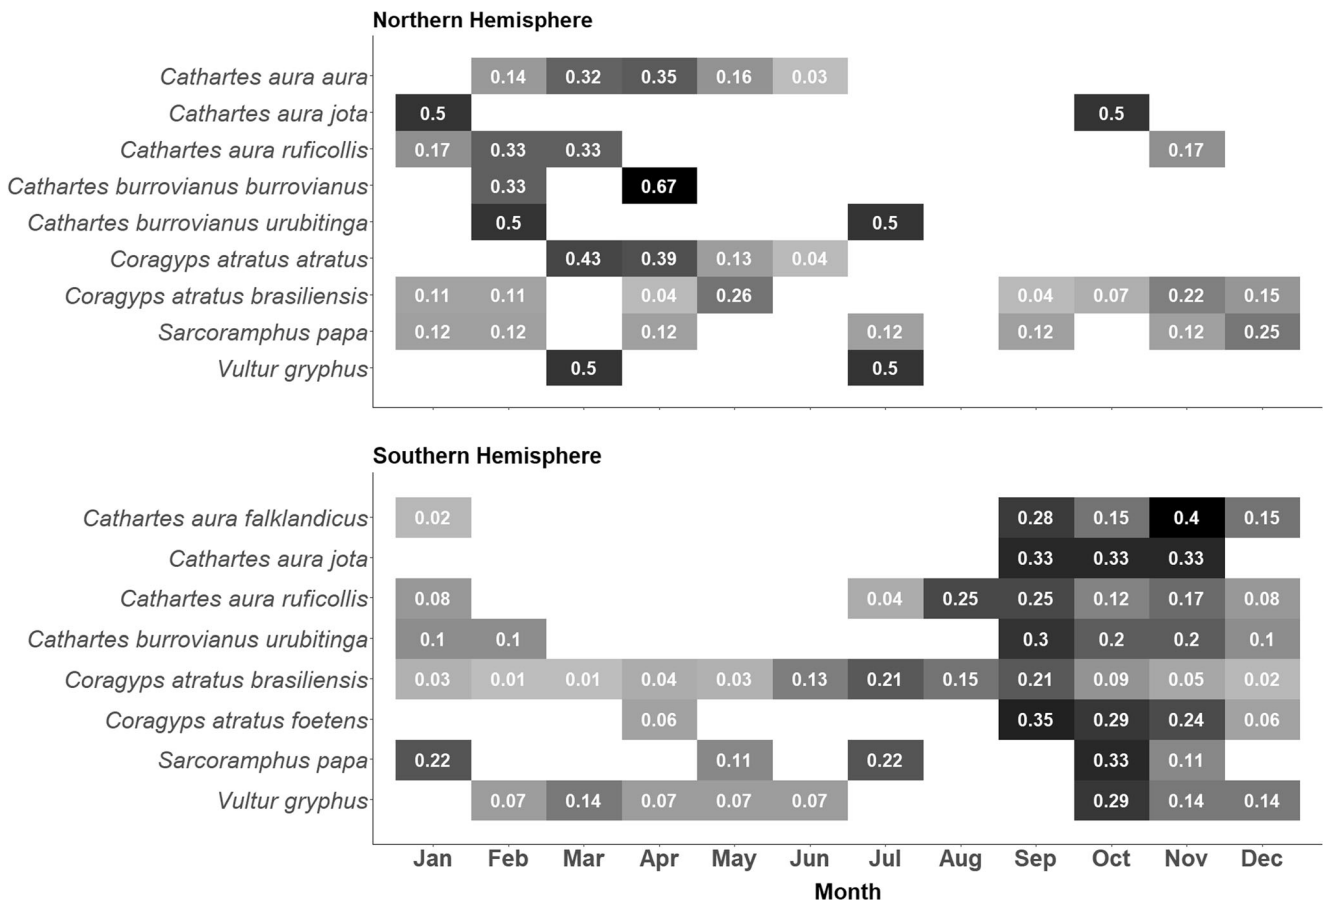 Northern Hemisphere
Cathartes aura aura 0.14 0.32 0.35 0.16 0.03
Cathartes aura jota 0.5 0.5
Cathartes aura ruficollis 0.17 0.33 0.33 0.17
Cathartes burrovianus burrovianus 0.33 0.67
Cathartes burrovianus urubitinga 0.5 0.5
Coragyps atratus atratus 0.43 0.39 0.13 0.04
Coragyps atratus brasiliensis 0.11 0.11 0.04 0.26 0.04 0.07 0.22 0.15
Sarcoramphus papa 0.12 0.12 0.12 0.12 0.12 0.12 0.25
Vultur gryphus 0.5 0.5
Southern Hemisphere
Cathartes aura falklandicus 0.02 0.28 0.15 0.4 0.15
Cathartes aura jota 0.33 0.33 0.33
Cathartes aura ruficollis 0.08 0.04 0.25 0.25 0.12 0.17 0.08
Cathartes burrovianus urubitinga 0.1 0.1 0.3 0.2 0.2 0.1
Coragyps atratus brasiliensis 0.03 0.01 0.01 0.04 0.03 0.13 0.21 0.15 0.21 0.09 0.05 0.02
Coragyps atratus foetens 0.06 0.35 0.29 0.24 0.06
Sarcoramphus papa 0.22 0.11 0.22 0.33 0.11
Vultur gryphus 0.07 0.14 0.07 0.07 0.07 0.29 0.14 0.14
Jan Feb Mar Apr May Jun Jul Aug Sep Oct Nov Dec
Month